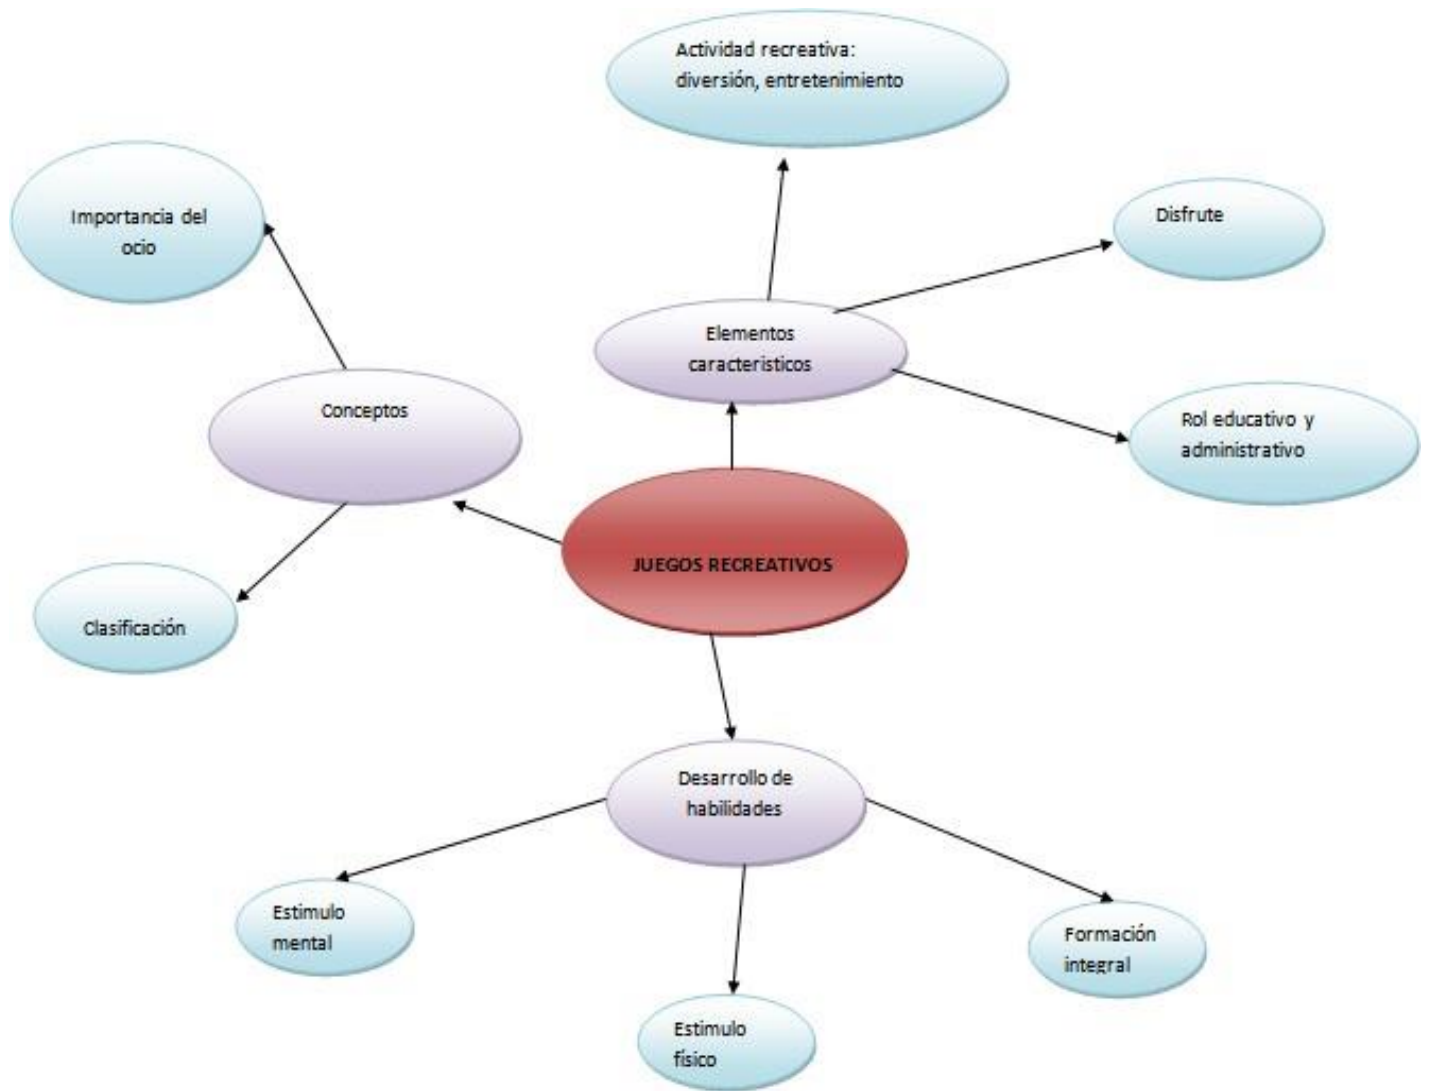 Actividad recreativa:
diversión, entretenimiento
Importancia del
ocio
Disfrute
Elementos
caracteristicos
Conceptos
Rol educativo y
administrativo
JUEGOS RECREATIVOS
Clasificación
Desarrollo de
habilidades
Estimulo
mental
Formación
integral
Estimulo
físico